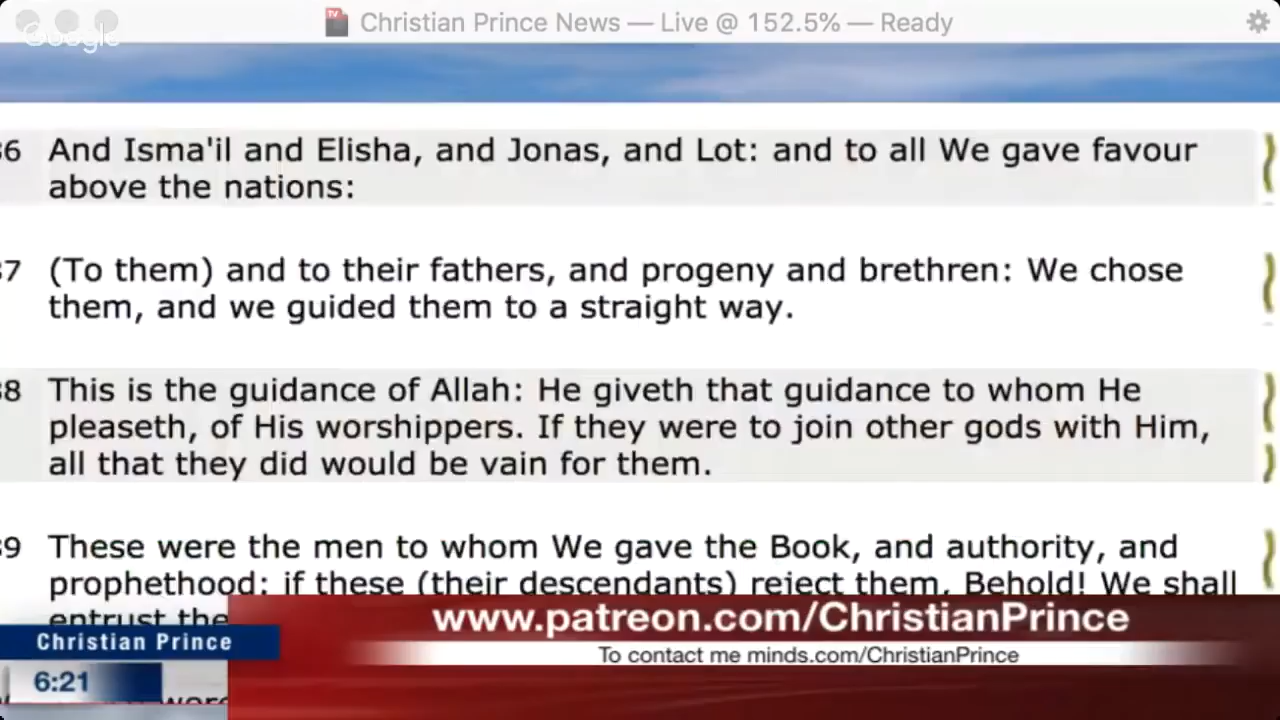 Google
Christian Prince News — Live @ 152.5% — Ready
36 And Isma'il and Elisha, and Jonas, and Lot: and to all We gave favour
above the nations:
37 (To them) and to their fathers, and progeny and brethren: We chose
them, and we guided them to a straight way.
38 This is the guidance of Allah: He giveth that guidance to whom He
pleaseth, of His worshippers. If they were to join other gods with Him,
all that they did would be vain for them.
39 These were the men to whom We gave the Book, and authority, and
prophethood: if these (their descendants) reject them, Behold! We shall
entrust the
www.patreon.com/ChristianPrince
Christian Prince
To contact me minds.com/ChristianPrince
6:21